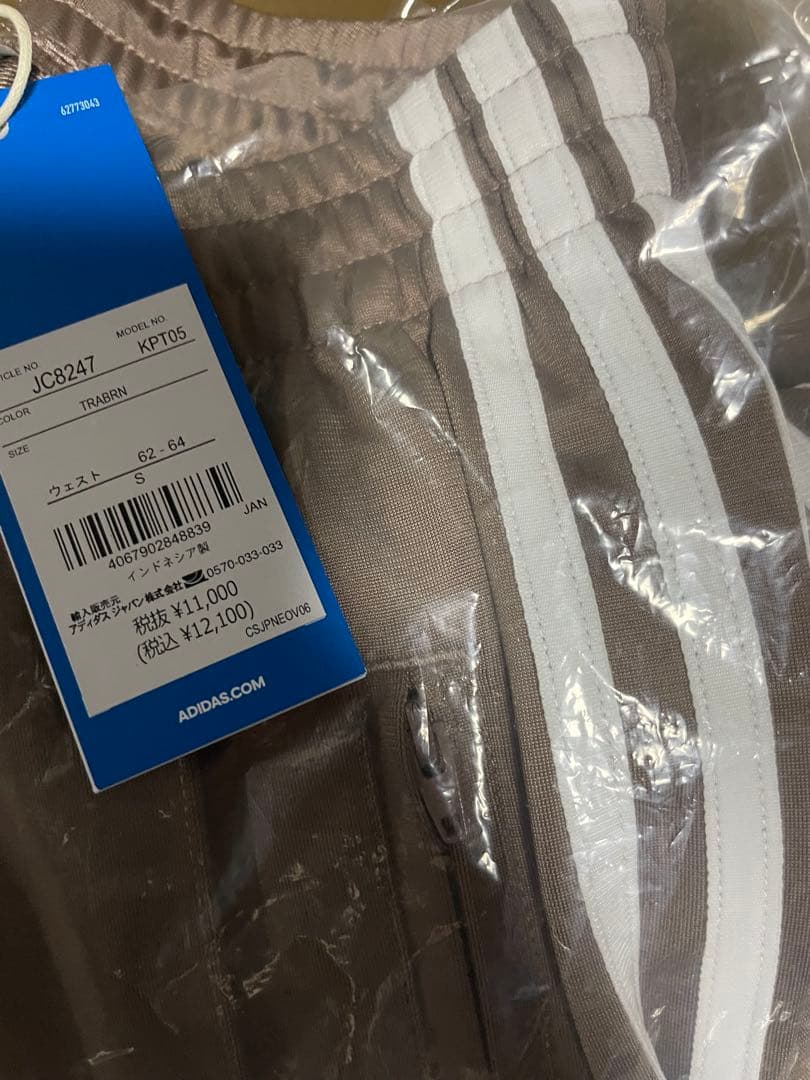 62773043
ICLE NO.
MODEL NO.
JC8247
KPT05
COLOR
TRABRN
SIZE
ウェスト 62-64
S
JAN
4067902848839
インドネシア製
輸入販売元
アディダス ジャパン株式会社 0570-033-033
税抜 ¥11,000
(税込 ¥12,100)
CSJPNEOV06
ADIDAS.COM